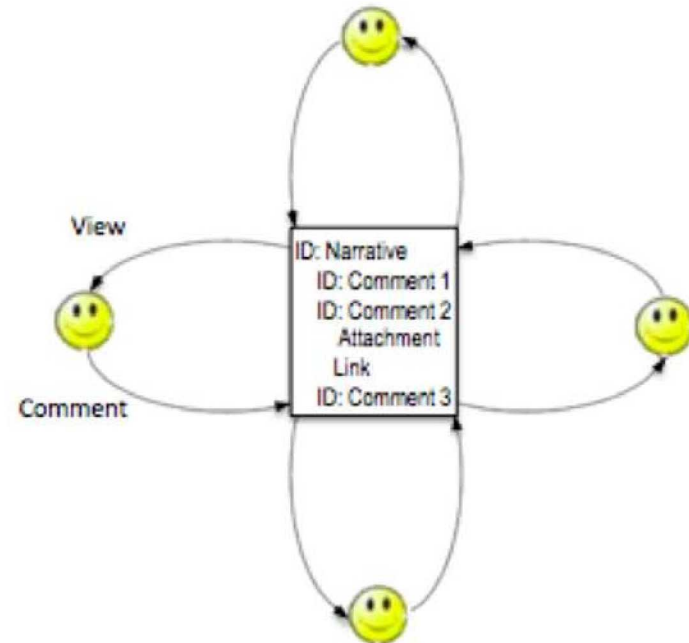 View
ID: Narrative
ID: Comment 1
ID: Comment 2
Attachment
Link
ID: Comment 3
Comment